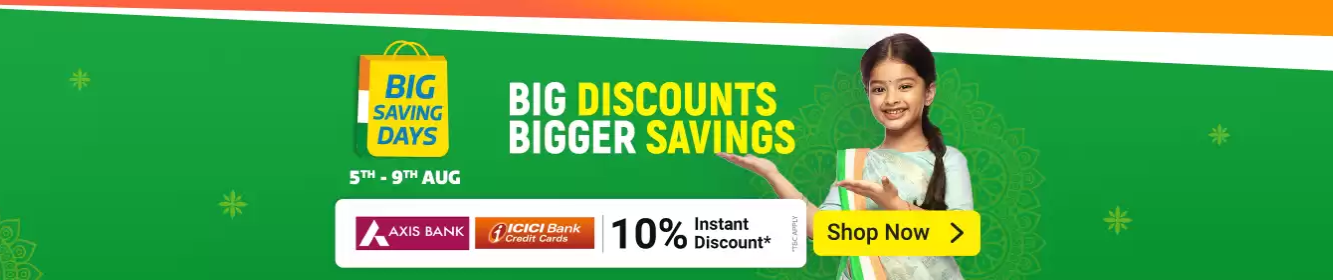 BIG
SAVING
DAYS
5TH - 9TH AUG
BIG DISCOUNTS
BIGGER SAVINGS
AXIS BANK
ICICI Bank
Credit Cards
10% Instant
Discount*
*T&C APPLY
Shop Now